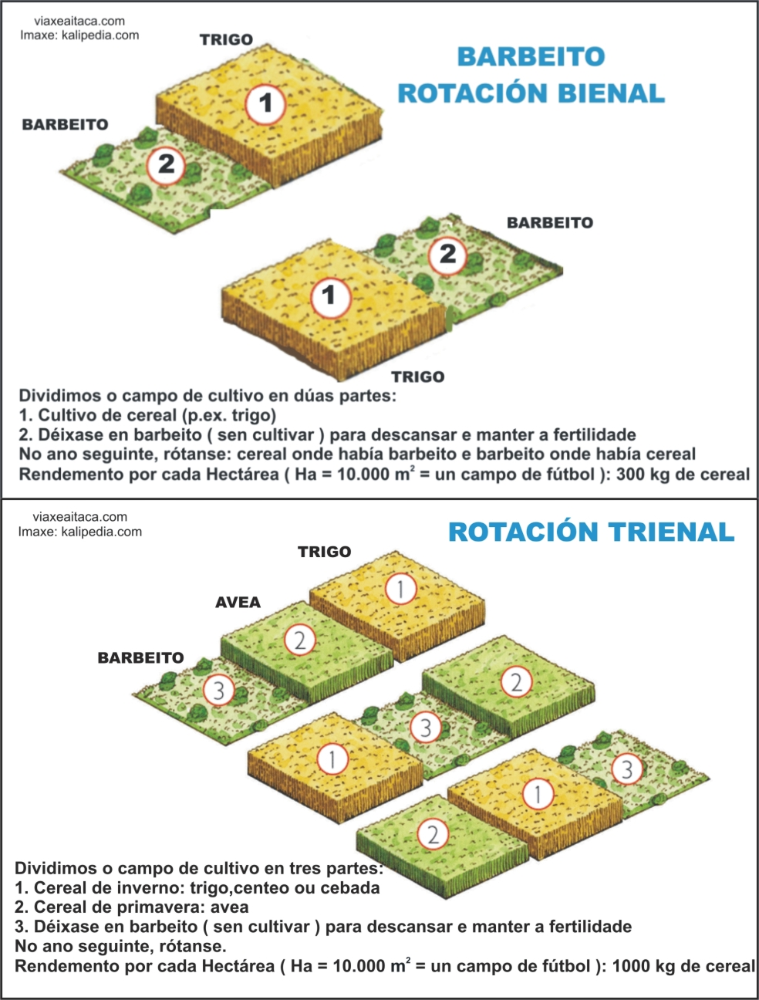 viaxeaitaca.com
Imaxe: kalipedia.com
TRIGO
BARBEITO
ROTACIÓN BIENAL
1
BARBEITO
2
BARBEITO
2
1
TRIGO
Dividimos o campo de cultivo en dúas partes:
1. Cultivo de cereal (p.ex. trigo)
2. Déixase en barbeito ( sen cultivar ) para descansar e manter a fertilidade
No ano seguinte, rótanse: cereal onde había barbeito e barbeito onde había cereal
Rendemento por cada Hectárea ( Ha = 10.000 m² = un campo de fútbol ): 300 kg de cereal
viaxeaitaca.com
Imaxe: kalipedia.com
ROTACIÓN TRIENAL
TRIGO
1
AVEA
2
BARBEITO
3
2
3
1
3
1
2
Dividimos o campo de cultivo en tres partes:
1. Cereal de inverno: trigo,centeo ou cebada
2. Cereal de primavera: avea
3. Déixase en barbeito ( sen cultivar ) para descansar e manter a fertilidade
No ano seguinte, rótanse.
Rendemento por cada Hectárea ( Ha = 10.000 m² = un campo de fútbol ): 1000 kg de cereal